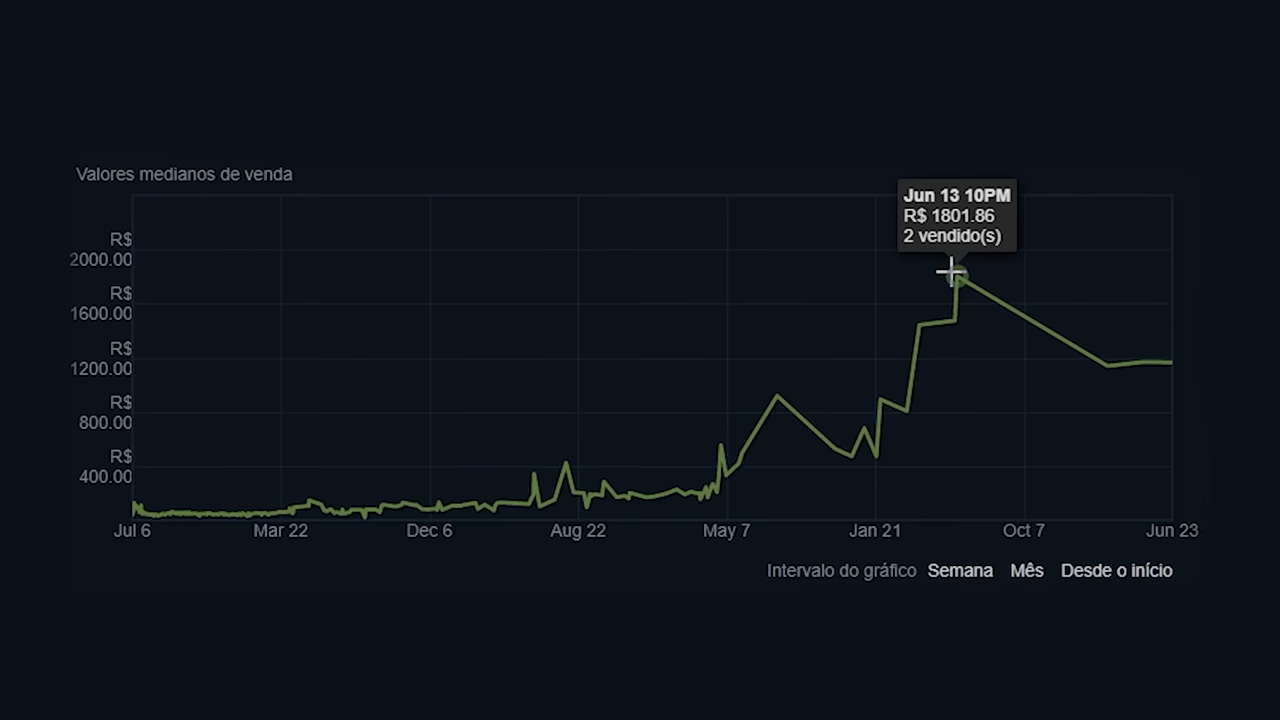 Valores medianos de venda
Jun 13 10PM
R$ 1801.86
2 vendido(s)
R$
2000.00
R$
1600.00
R$
1200.00
R$
800.00
R$
400.00
Jul 6 Mar 22 Dec 6 Aug 22 May 7 Jan 21 Oct 7 Jun 23
Intervalo do gráfico Semana Mês Desde o início